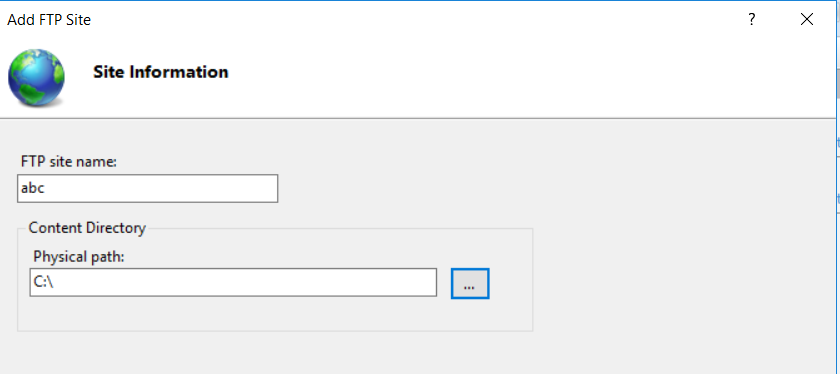 Add FTP Site ?
Site Information
FTP site name:
abc
Content Directory
Physical path:
C:\
...